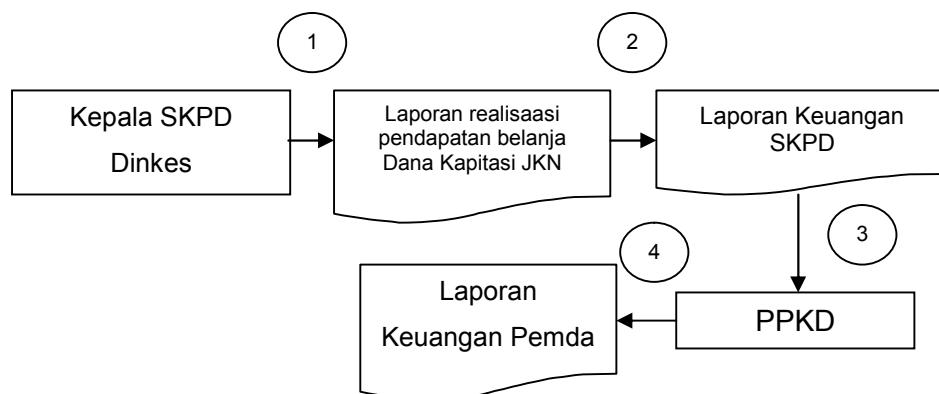 1
2
Kepala SKPD
Dinkes
Laporan realisaasi
pendapatan belanja
Dana Kapitasi JKN
Laporan Keuangan
SKPD
3
4
Laporan
Keuangan Pemda
PPKD